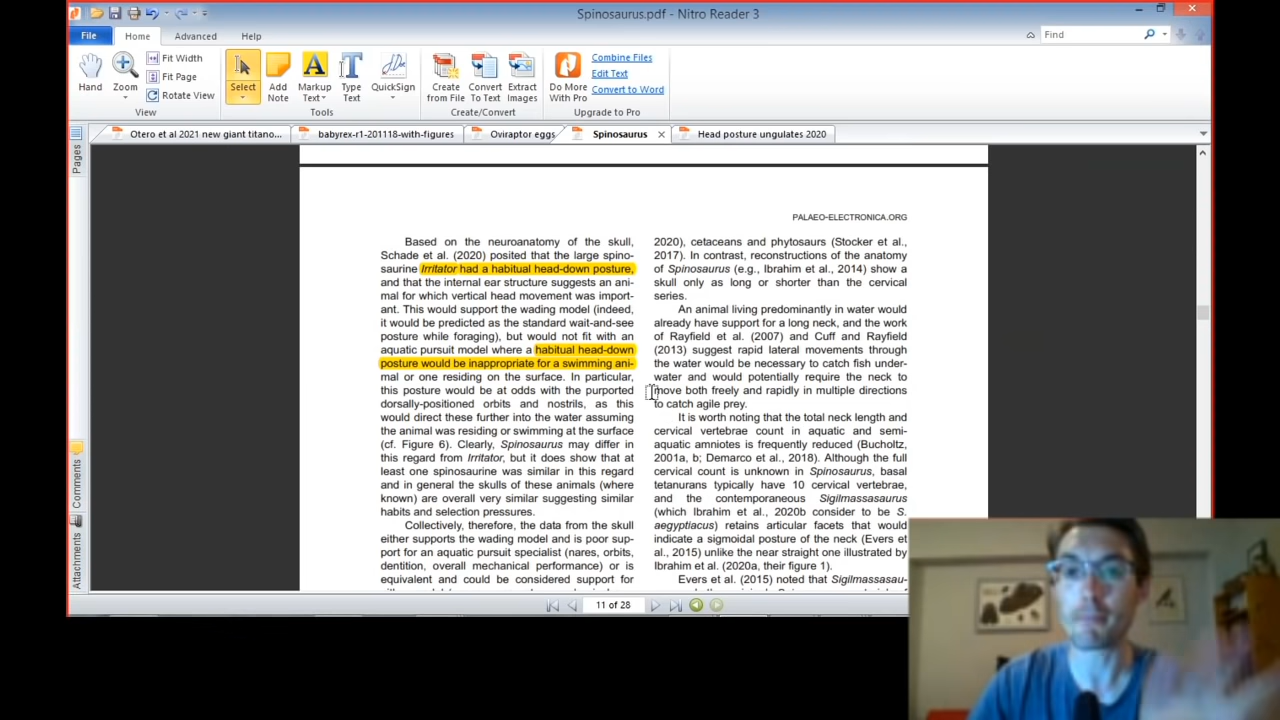 Spinosaurus.pdf - Nitro Reader 3
File
Home
Advanced
Help
Find
Hand
Zoom
Fit Width
Fit Page
Rotate View
View
Select
Add Note
Markup Text
Type Text
QuickSign
Tools
Create from File
Convert To Text
Extract Images
Create/Convert
Do More With Pro
Combine Files
Edit Text
Convert to Word
Upgrade to Pro
Otero et al 2021 new giant titano...
babyrex-r1-201118-with-figures
Oviraptor eggs
Spinosaurus
Head posture ungulates 2020
Pages
Comments
Attachments
PALAEO-ELECTRONICA.ORG
Based on the neuroanatomy of the skull,
Schade et al. (2020) posited that the large spino-
saurine Irritator had a habitual head-down posture,
and that the internal ear structure suggests an ani-
mal for which vertical head movement was import-
ant. This would support the wading model (indeed,
it would be predicted as the standard wait-and-see
posture while foraging), but would not fit with an
aquatic pursuit model where a habitual head-down
posture would be inappropriate for a swimming ani-
mal or one residing on the surface. In particular,
this posture would be at odds with the purported
dorsally-positioned orbits and nostrils, as this
would direct these further into the water assuming
the animal was residing or swimming at the surface
(cf. Figure 6). Clearly, Spinosaurus may differ in
this regard from Irritator, but it does show that at
least one spinosaurine was similar in this regard
and in general the skulls of these animals (where
known) are overall very similar suggesting similar
habits and selection pressures.
Collectively, therefore, the data from the skull
either supports the wading model and is poor sup-
port for an aquatic pursuit specialist (nares, orbits,
dentition, overall mechanical performance) or is
equivalent and could be considered support for
2020), cetaceans and phytosaurs (Stocker et al.,
2017). In contrast, reconstructions of the anatomy
of Spinosaurus (e.g., Ibrahim et al., 2014) show a
skull only as long or shorter than the cervical
series.
An animal living predominantly in water would
already have support for a long neck, and the work
of Rayfield et al. (2007) and Cuff and Rayfield
(2013) suggest rapid lateral movements through
the water would be necessary to catch fish under-
water and would potentially require the neck to
move both freely and rapidly in multiple directions
to catch agile prey.
It is worth noting that the total neck length and
cervical vertebrae count in aquatic and semi-
aquatic amniotes is frequently reduced (Bucholtz,
2001a, b; Demarco et al., 2018). Although the full
cervical count is unknown in Spinosaurus, basal
tetanurans typically have 10 cervical vertebrae,
and the contemporaneous Sigilmassasaurus
(which Ibrahim et al., 2020b consider to be S.
aegyptiacus) retains articular facets that would
indicate a sigmoidal posture of the neck (Evers et
al., 2015) unlike the near straight one illustrated by
Ibrahim et al. (2020a, their figure 1).
Evers et al. (2015) noted that Sigilmassasau-
11 of 28